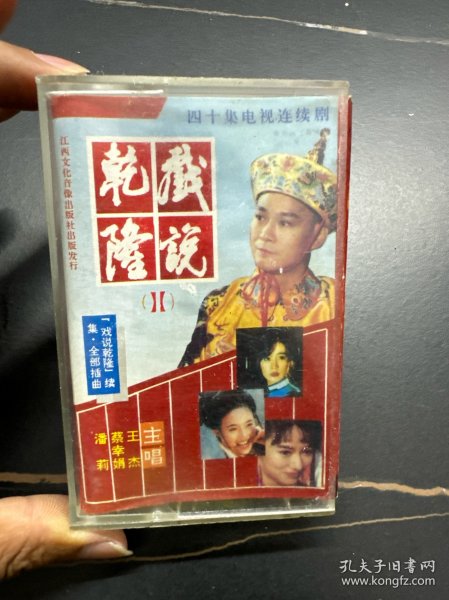 四十集电视连续剧
戲說
乾隆
(II)
江西文化音像出版社出版发行
「戏说乾隆」续
集·全部插曲
主唱
王杰
蔡幸娟
潘莉
孔夫子旧书网
www.kongfz.com